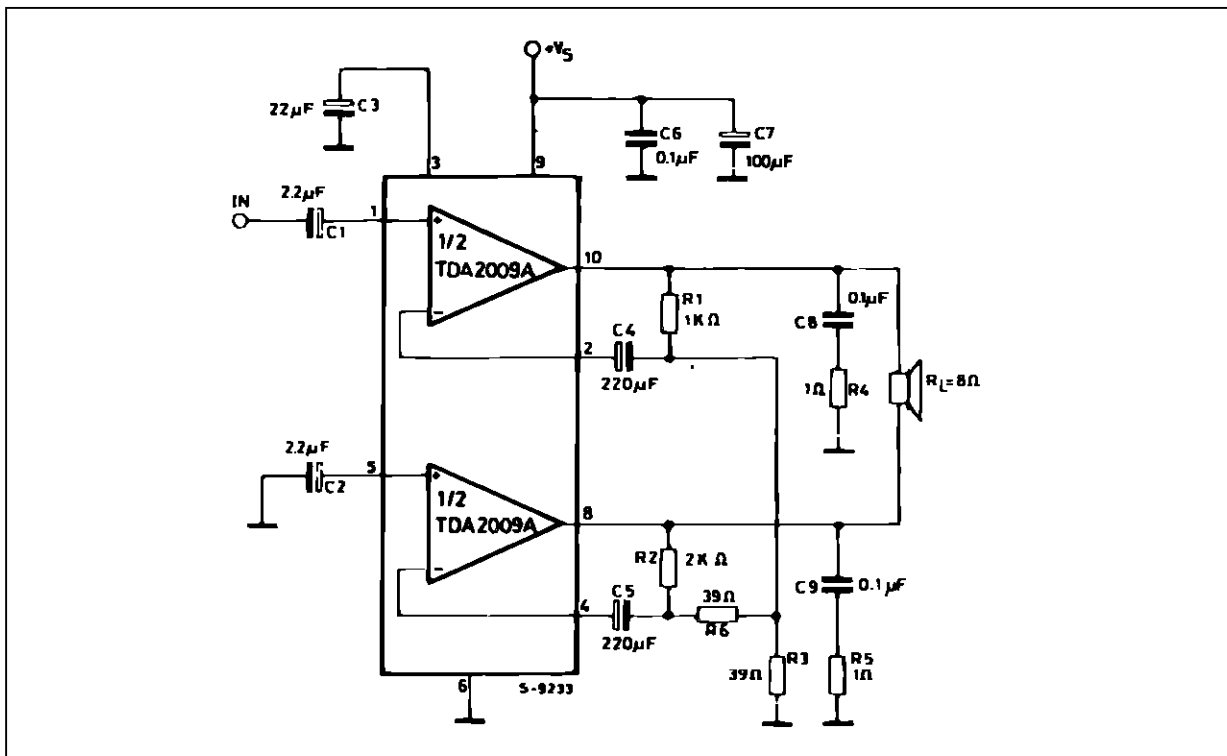 +VS
22µF
C3
C6
0.1µF
C7
100µF
3
9
IN
2.2µF
C1
1
+
1/2
TDA2009A
-
10
R1
1KΩ
0.1µF
C8
C4
2
220µF
1Ω
R4
RL=8Ω
2.2µF
C2
5
+
1/2
TDA2009A
-
8
R2
2KΩ
C9
0.1µF
C5
4
220µF
39Ω
R6
39Ω
R3
R5
1Ω
6
S-9233